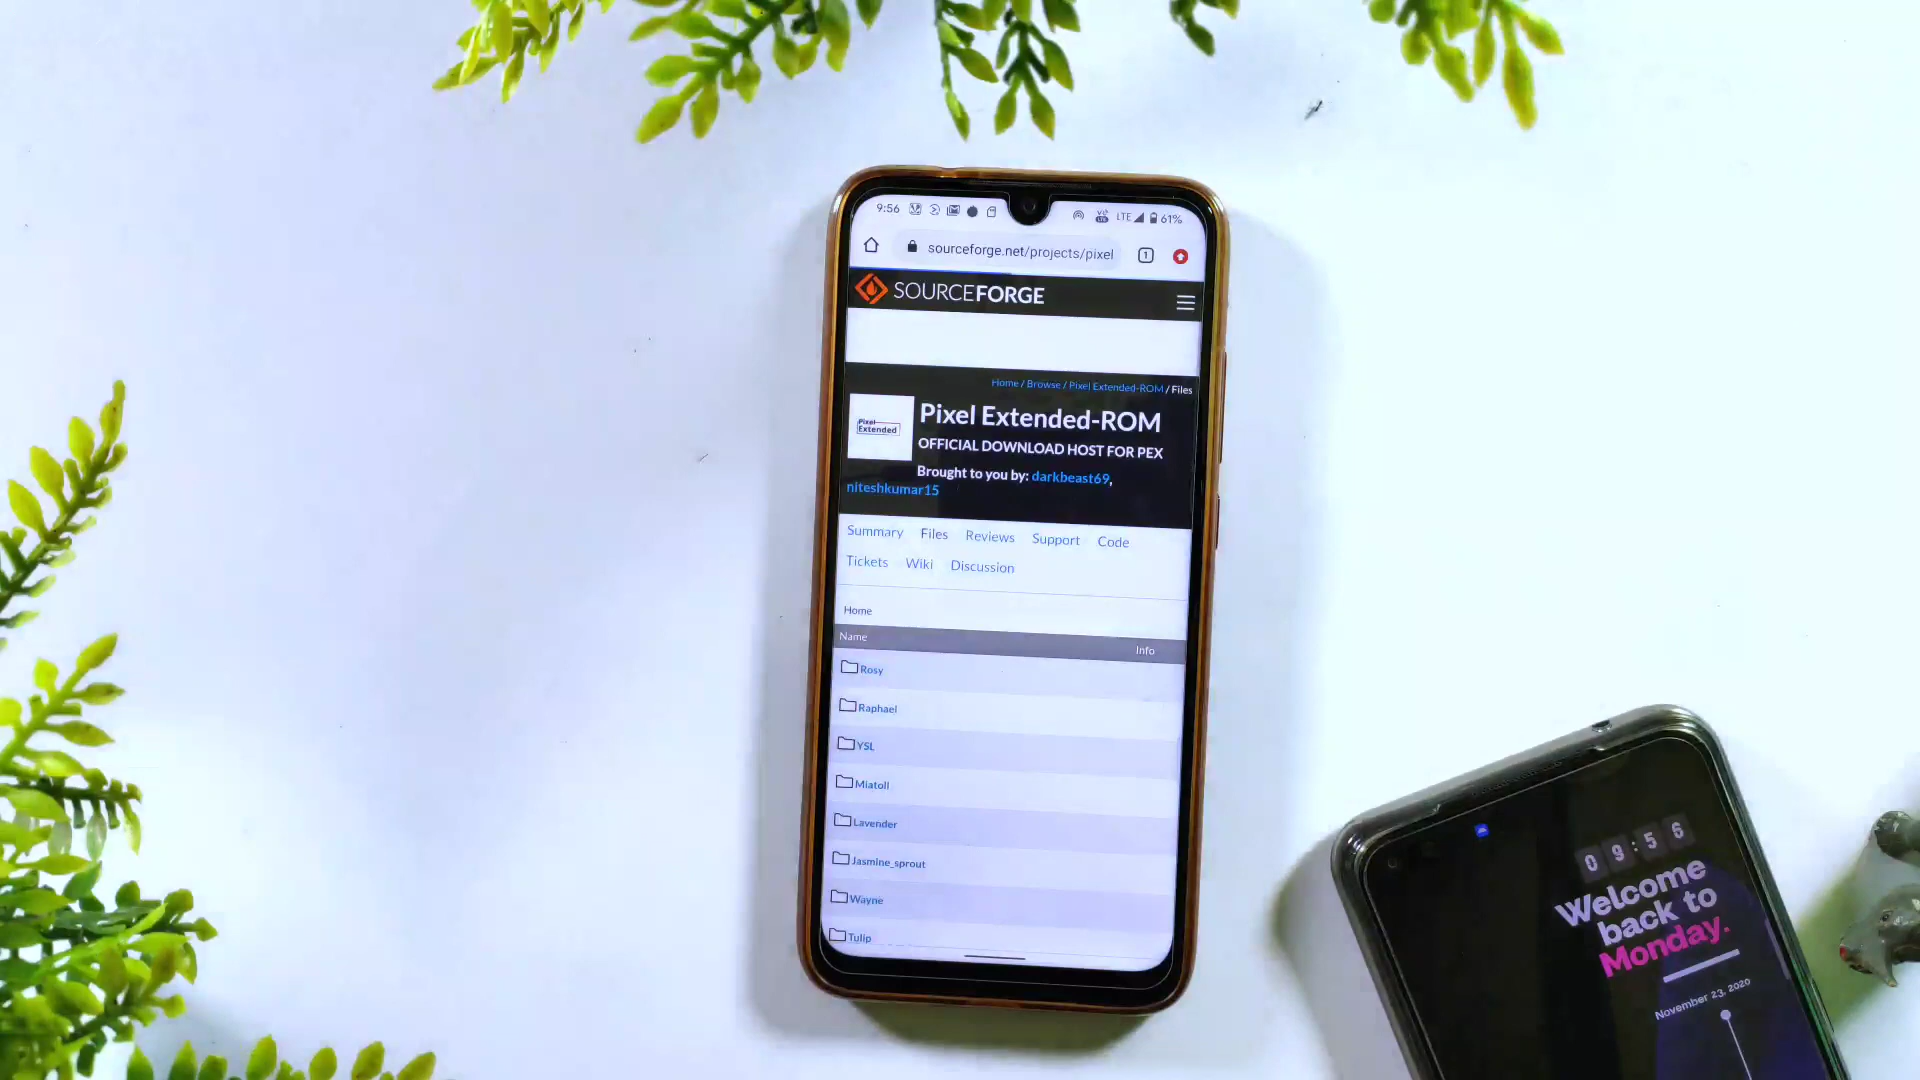 9:56
LTE 61%
sourceforge.net/projects/pixel
1
SOURCEFORGE
Home / Browse / Pixel Extended-ROM / Files
Pixel
Extended
Pixel Extended-ROM
OFFICIAL DOWNLOAD HOST FOR PEX
Brought to you by: darkbeast69,
niteshkumar15
Summary Files Reviews Support Code
Tickets Wiki Discussion
Home
Name Info
Rosy
Raphael
YSL
Miatoll
Lavender
Jasmine_sprout
Wayne
Tulip
09:56
Welcome
back to
Monday.
November 23, 2020